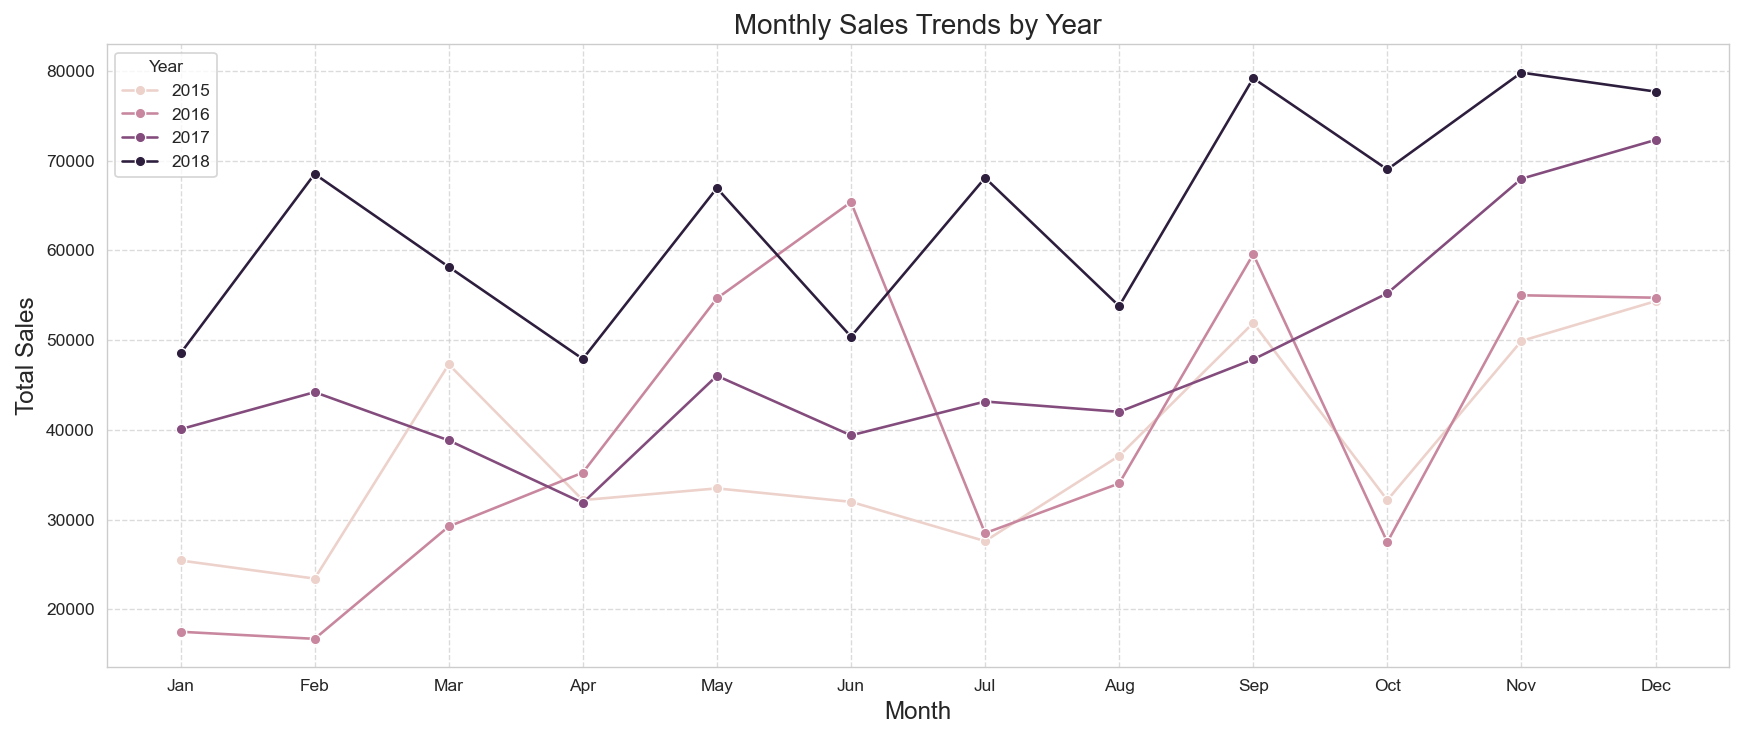 Monthly Sales Trends by Year
Year
2015
2016
2017
2018
Total Sales
80000
70000
60000
50000
40000
30000
20000
Jan Feb Mar Apr May Jun Jul Aug Sep Oct Nov Dec
Month